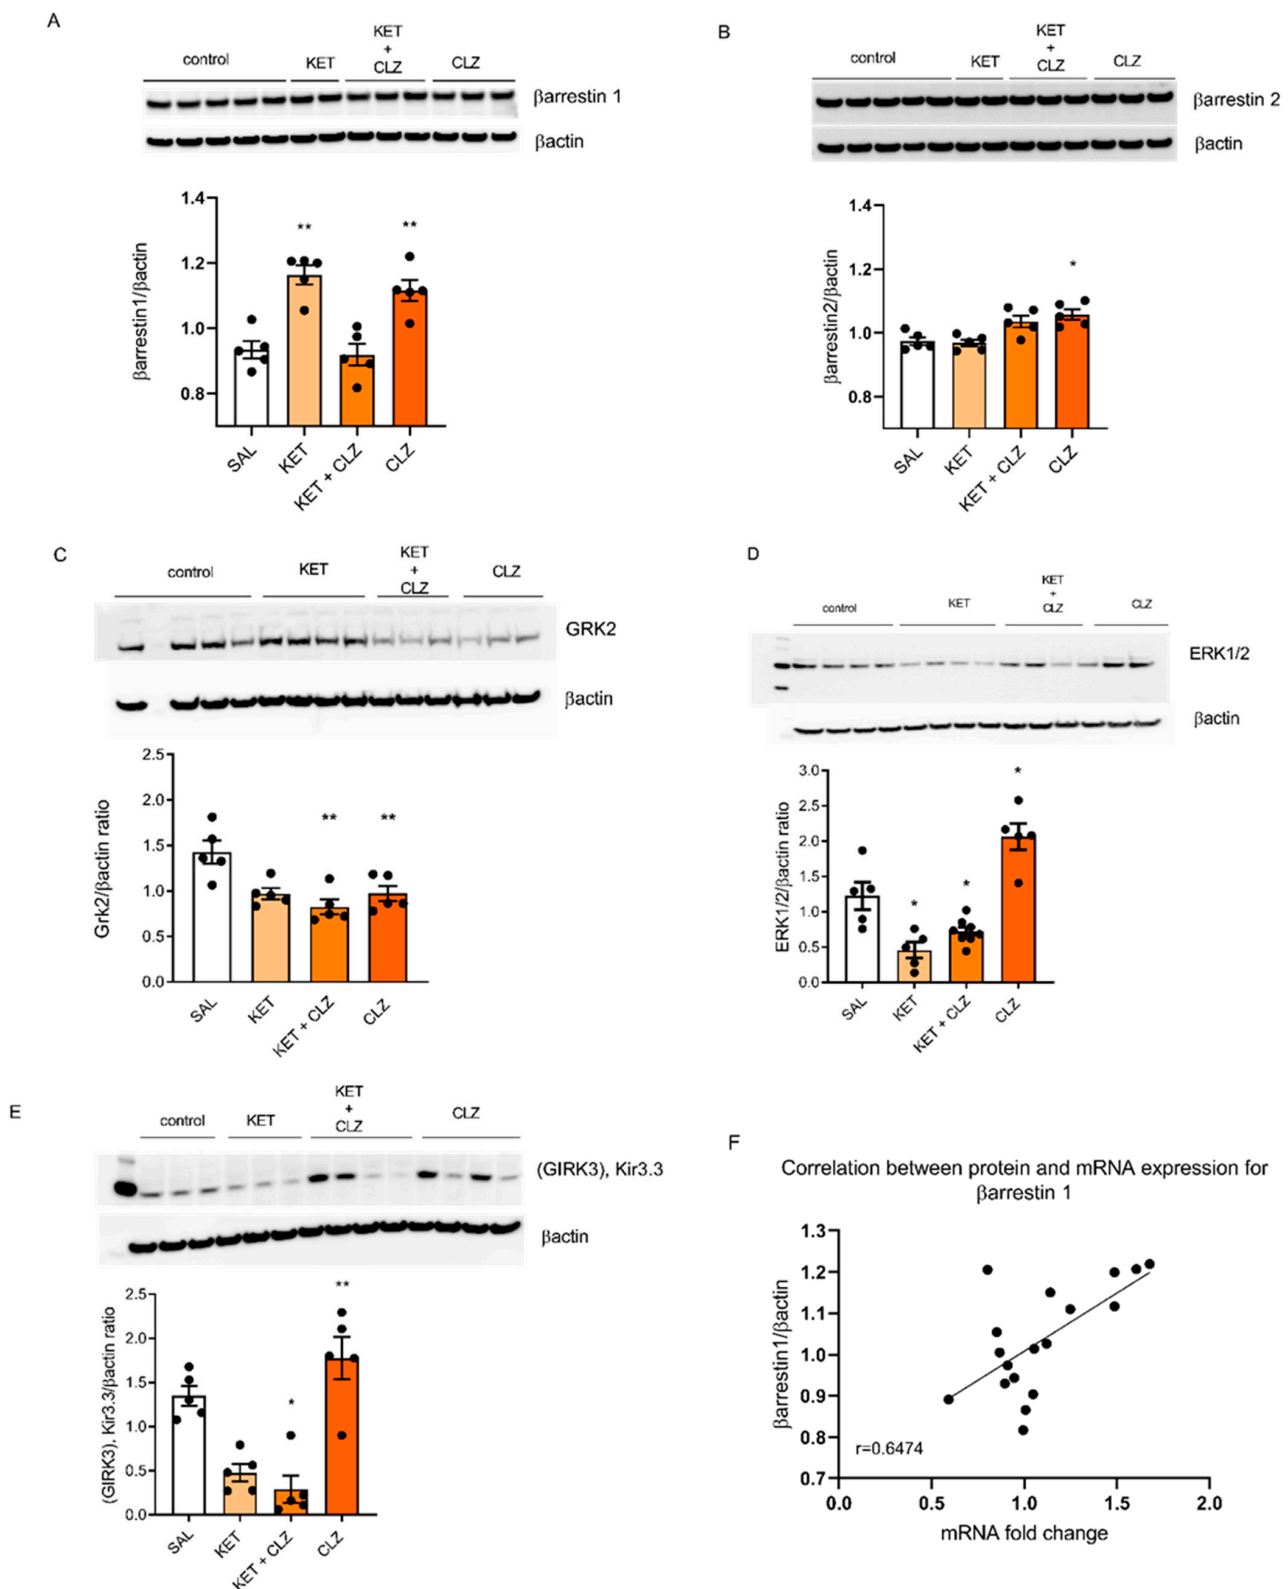 A
control
KET
KET
+
CLZ
CLZ
βarrestin 1
βactin
βarrestin1/βactin
1.4
1.2
1.0
0.8
**
**
SAL
KET
KET + CLZ
CLZ
B
control
KET
KET
+
CLZ
CLZ
βarrestin 2
βactin
βarrestin2/βactin
1.4
1.2
1.0
0.8
*
SAL
KET
KET + CLZ
CLZ
C
control
KET
KET
+
CLZ
CLZ
GRK2
βactin
Grk2/βactin ratio
2.5
2.0
1.5
1.0
0.5
0.0
**
**
SAL
KET
KET + CLZ
CLZ
D
control
KET
KET
+
CLZ
CLZ
ERK1/2
βactin
ERK1/2/βactin ratio
3.0
2.5
2.0
1.5
1.0
0.5
0.0
*
*
*
SAL
KET
KET + CLZ
CLZ
E
control
KET
KET
+
CLZ
CLZ
(GIRK3), Kir3.3
βactin
(GIRK3), Kir3.3/βactin ratio
2.5
2.0
1.5
1.0
0.5
0.0
*
**
SAL
KET
KET + CLZ
CLZ
F
Correlation between protein and mRNA expression for
βarrestin 1
βarrestin1/βactin
1.3
1.2
1.1
1.0
0.9
0.8
0.7
r=0.6474
0.0
0.5
1.0
1.5
2.0
mRNA fold change